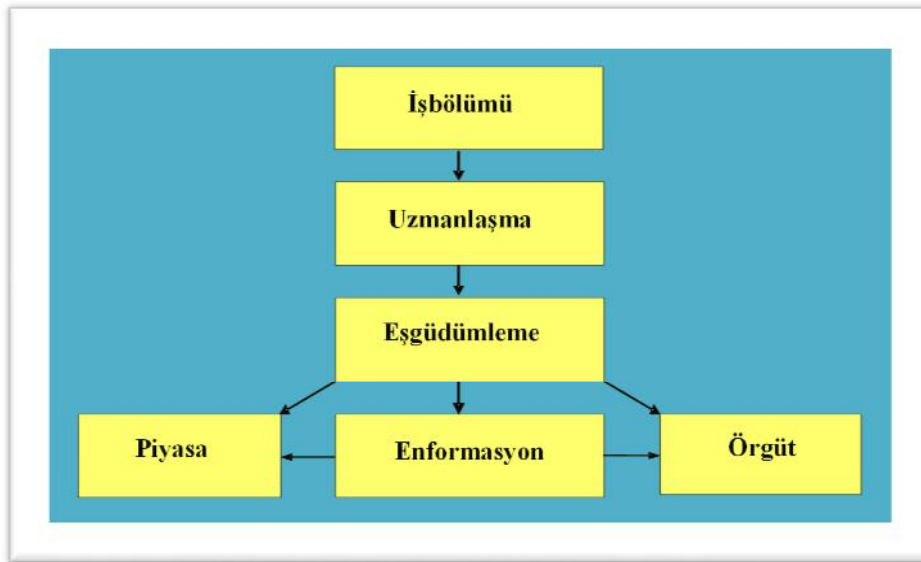 İşbölümü
Uzmanlaşma
Eşgüdümleme
Piyasa
Enformasyon
Örgüt